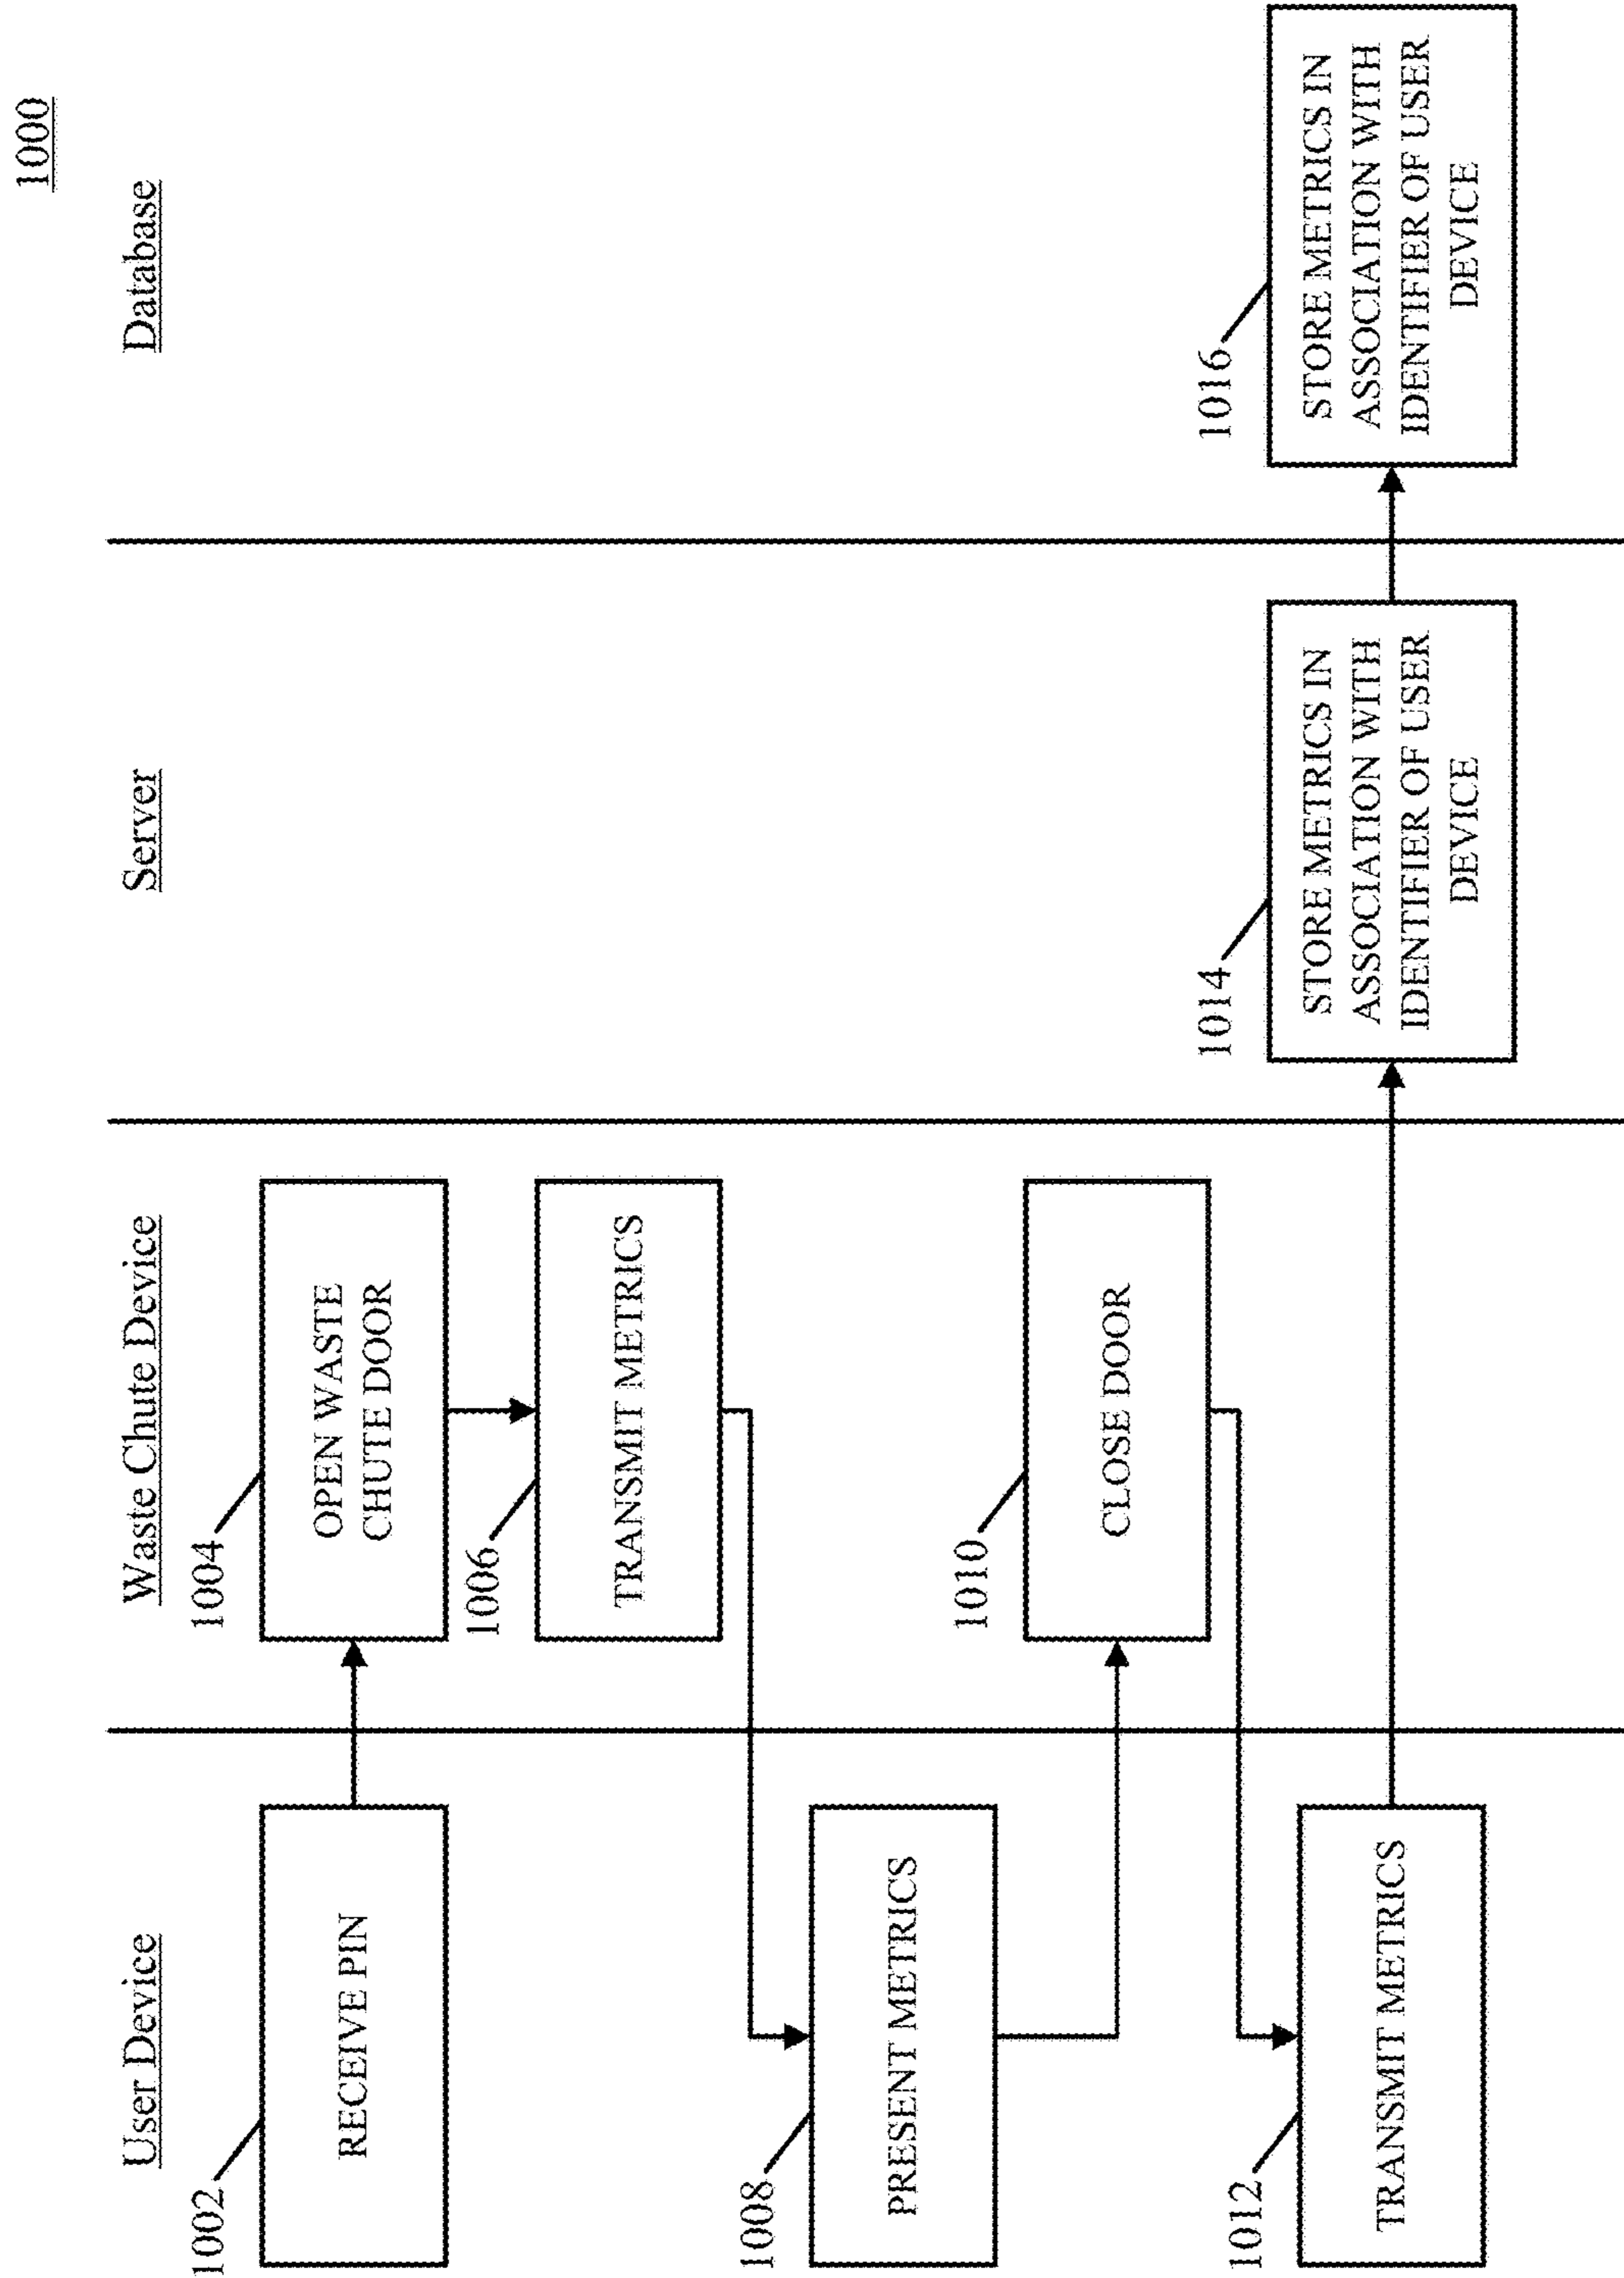 1000
User Device
Waste Chute Device
Server
Database
1002
RECEIVE PIN
1004
OPEN WASTE
CHUTE DOOR
1006
TRANSMIT METRICS
1008
PRESENT METRICS
1010
CLOSE DOOR
1012
TRANSMIT METRICS
1014
STORE METRICS IN
ASSOCIATION WITH
IDENTIFIER OF USER
DEVICE
1016
STORE METRICS IN
ASSOCIATION WITH
IDENTIFIER OF USER
DEVICE